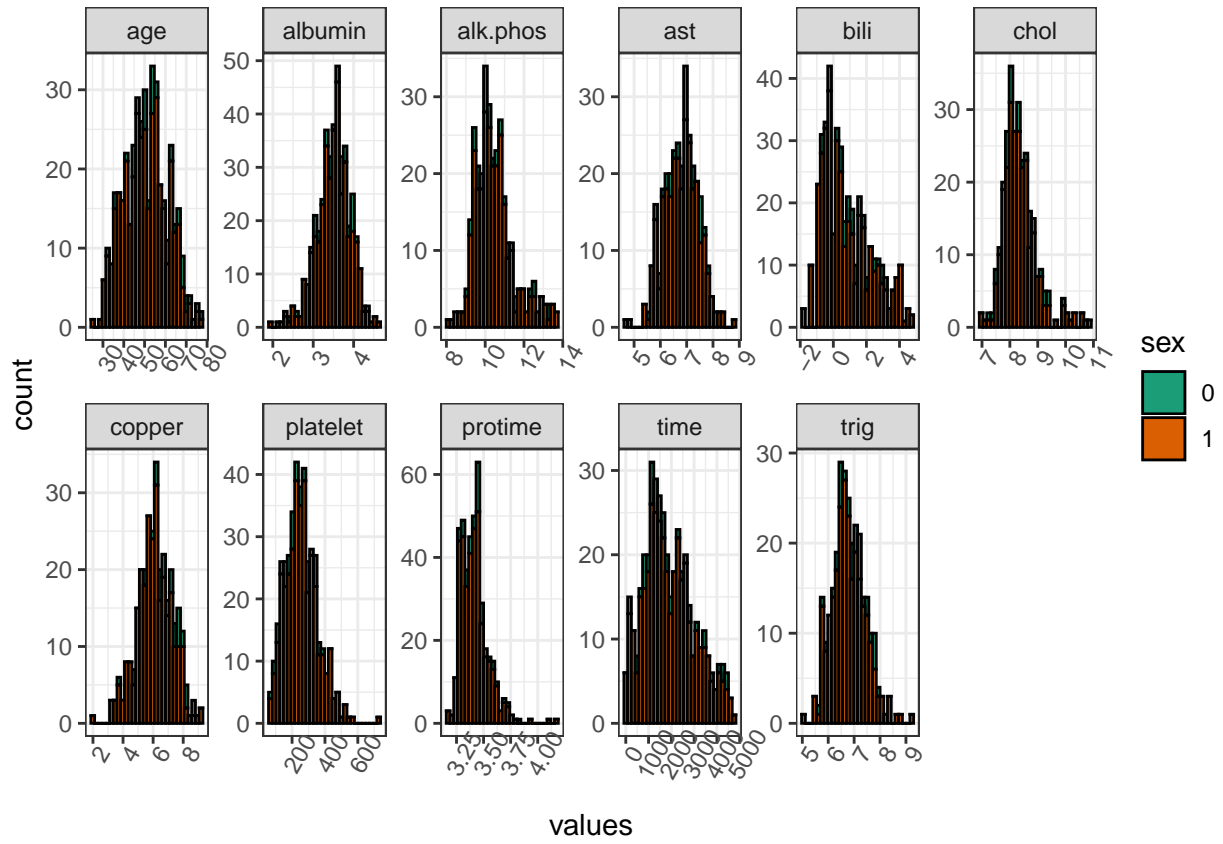 age albumin alk.phos ast bili chol
0 10 20 30
30 40 50 60 70 80
0 10 20 30 40 50
2 3 4
0 10 20 30
8 10 12 14
0 10 20 30
5 6 7 8 9
0 10 20 30 40
−2 0 2 4
0 10 20 30
7 8 9 10 11
copper platelet protime time trig
0 10 20 30
2 4 6 8
0 10 20 30 40
200 400 600
0 20 40 60
3.25 3.50 3.75 4.00
0 10 20 30
0 1000 2000 3000 4000 5000
0 10 20 30
5 6 7 8 9
count
values
sex
0
1